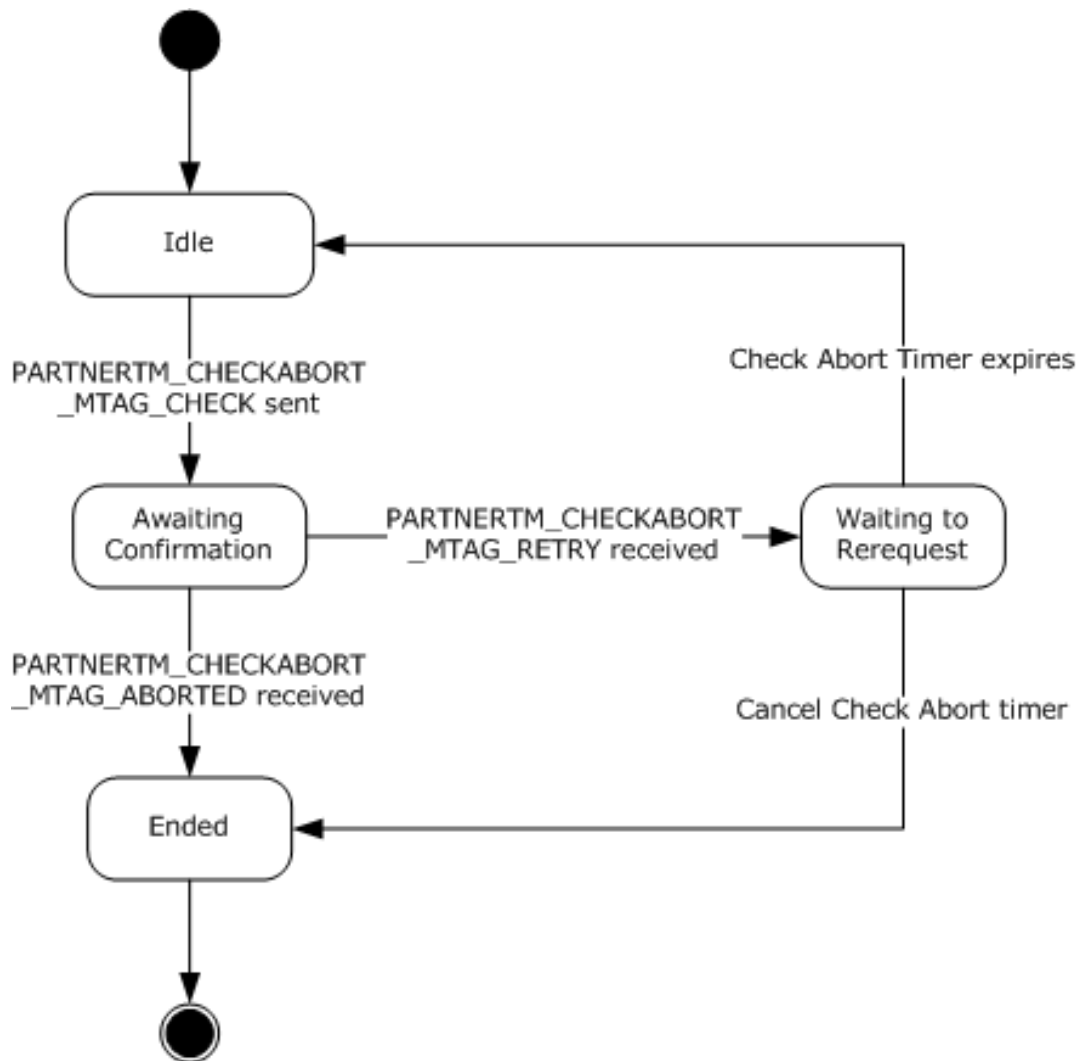 Idle
PARTNERTM_CHECKABORT
_MTAG_CHECK sent
Check Abort Timer expires
Awaiting
Confirmation
PARTNERTM_CHECKABORT
_MTAG_RETRY received
Waiting to
Rerequest
PARTNERTM_CHECKABORT
_MTAG_ABORTED received
Cancel Check Abort timer
Ended